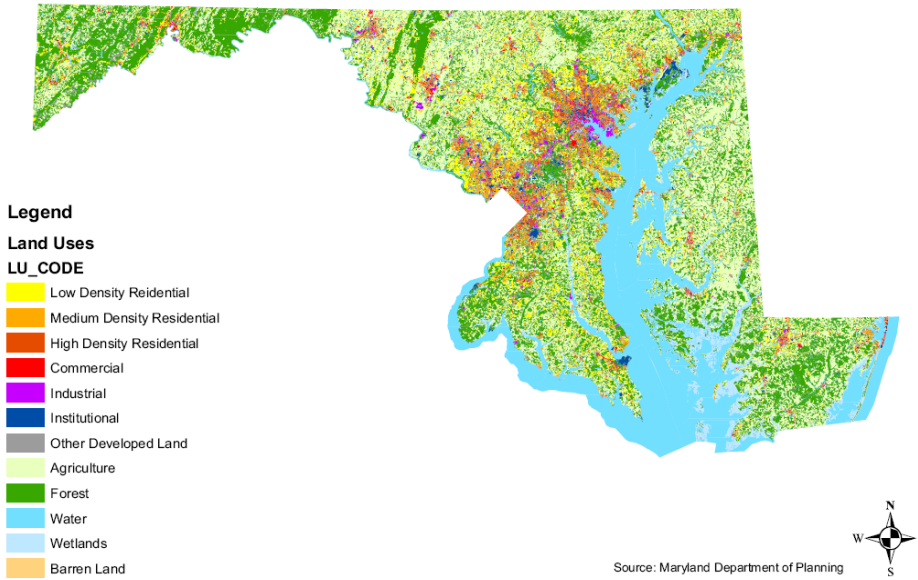 Legend
Land Uses
LU_CODE
Low Density Residential
Medium Density Residential
High Density Residential
Commercial
Industrial
Institutional
Other Developed Land
Agriculture
Forest
Water
Wetlands
Barren Land
N
W E
S
Source: Maryland Department of Planning